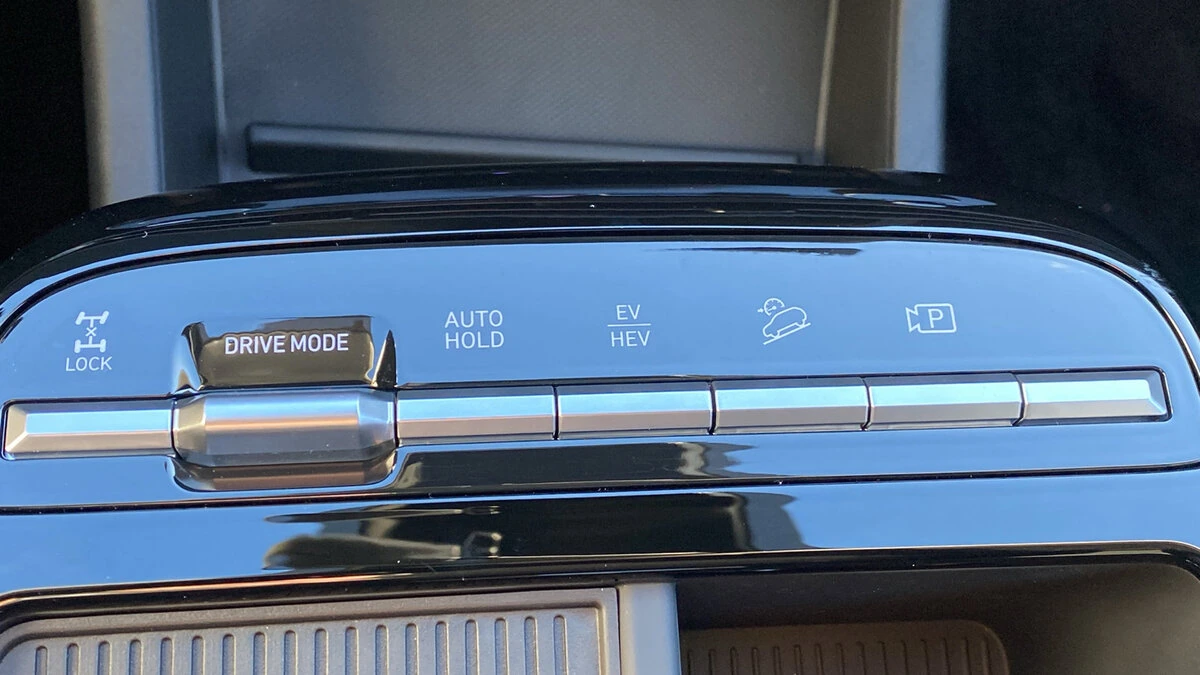 LOCK
DRIVE MODE
AUTO
HOLD
EV
HEV
P